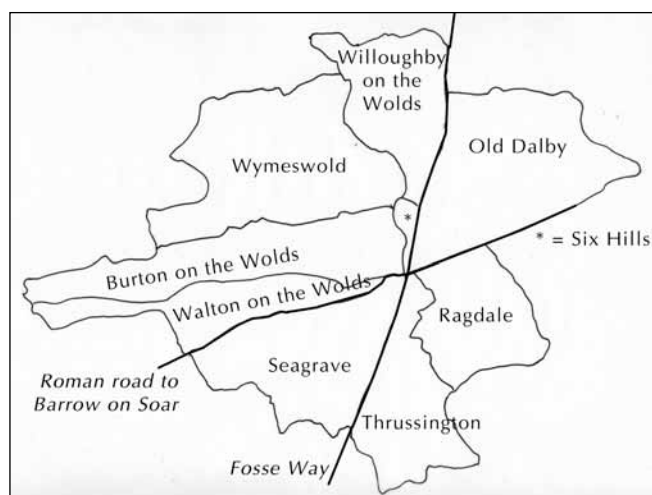 Willoughby
on the
Wolds
Wymeswold
Old Dalby
*
* = Six Hills
Burton on the Wolds
Walton on the Wolds
Ragdale
Roman road to
Barrow on Soar
Seagrave
Thrussington
Fosse Way